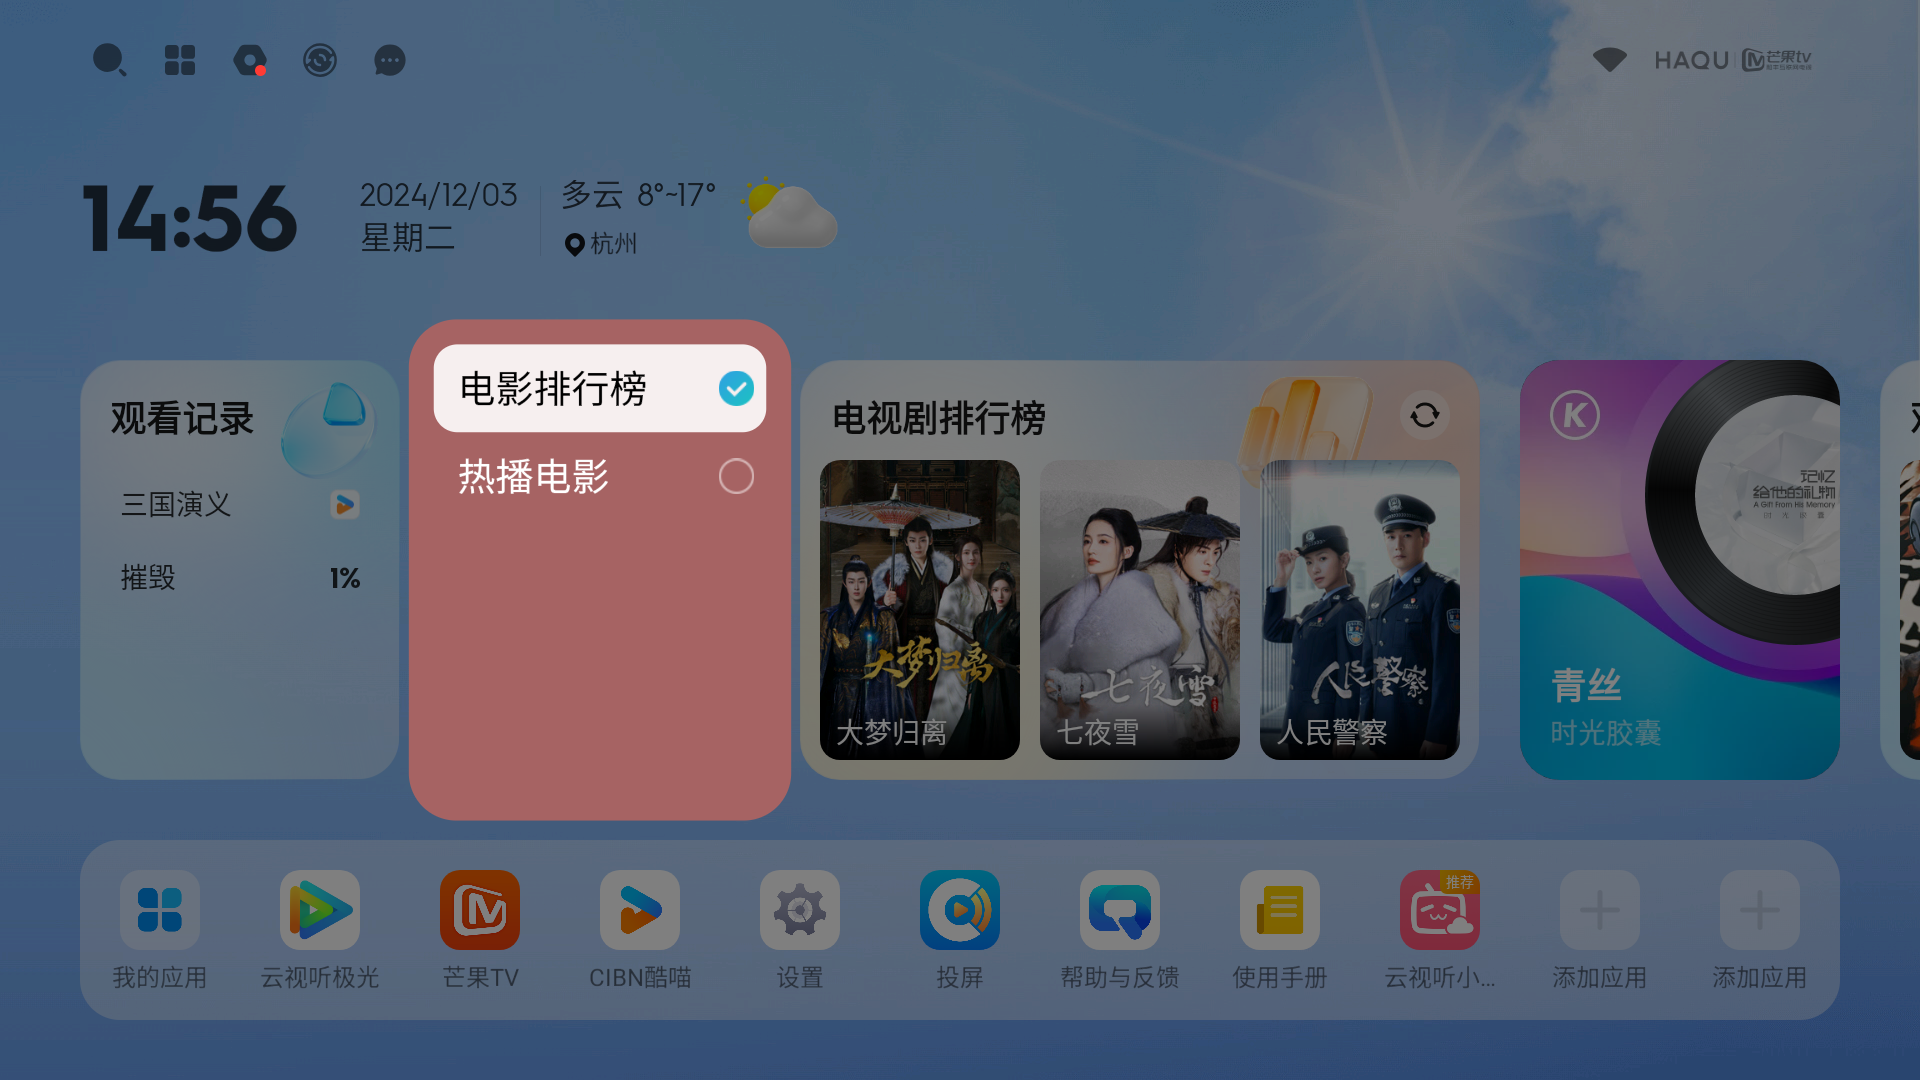 HAQU
芒果tv
14:56
2024/12/03
星期二
多云 8°~17°
杭州
观看记录
三国演义
摧毁
1%
电影排行榜
热播电影
电视剧排行榜
大梦归离
大梦归离
七夜雪
七夜雪
人民警察
人民警察
K
记忆
给他的礼物
A Gift From His Memory
青丝
时光胶囊
推荐
我的应用
云视听极光
芒果TV
CIBN酷喵
设置
投屏
帮助与反馈
使用手册
云视听小...
添加应用
添加应用